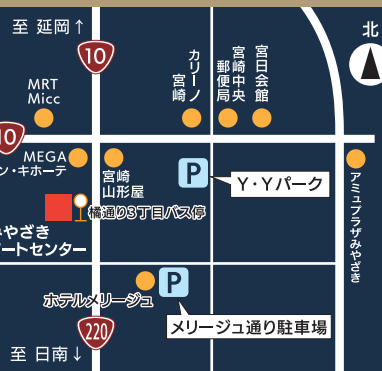 至 延岡↑
北
10
カリーノ
宮崎
宮崎中央
郵便局
宮日会館
MRT
Micc
10
MEGA
ン・キホーテ
宮崎
山形屋
P
Y・Yパーク
アミュプラザみやざき
橘通り3丁目バス停
みやざき
ートセンター
P
ホテルメリージュ
220
メリージュ通り駐車場
至 日南↓